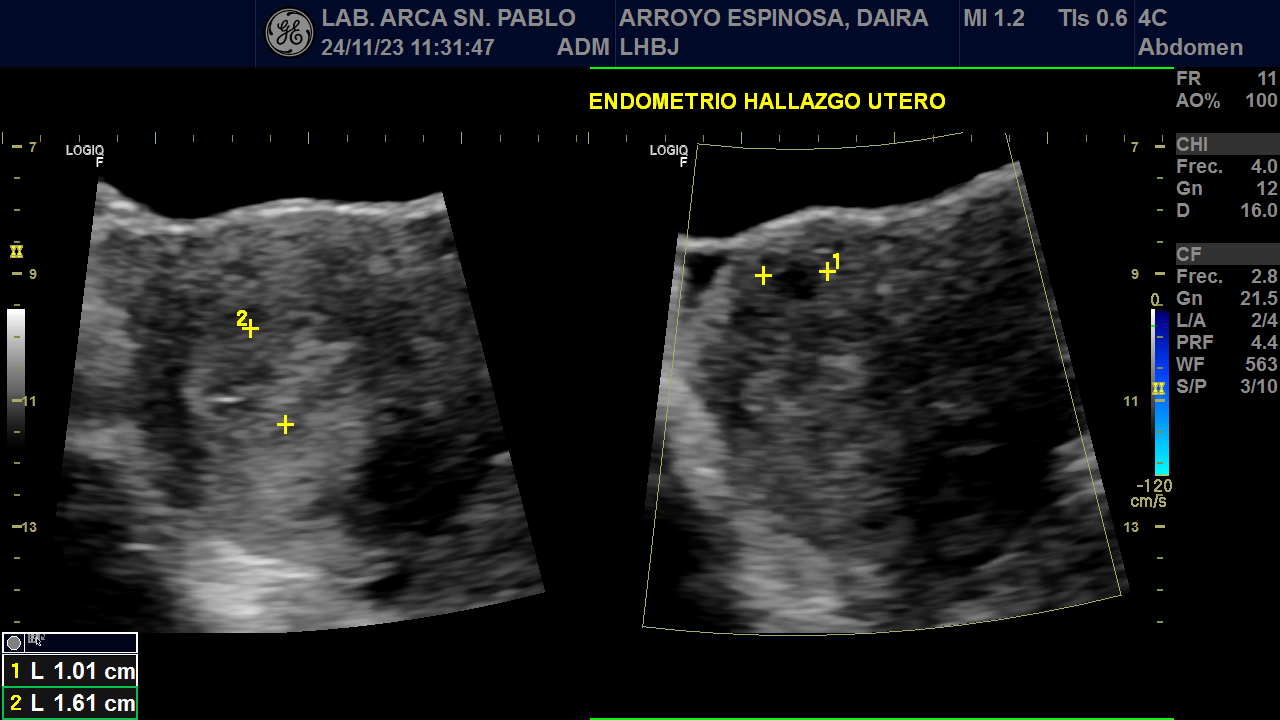 LAB. ARCA SN. PABLO
24/11/23 11:31:47 ADM
ARROYO ESPINOSA, DAIRA
LHBJ
MI 1.2 TIs 0.6
4C
Abdomen
ENDOMETRIO HALLAZGO UTERO
LOGIQ
F
7
9
11
13
2
LOGIQ
F
1
7
9
11
13
0
-120
cm/s
FR 11
AO% 100
CHI
Frec. 4.0
Gn 12
D 16.0
CF
Frec. 2.8
Gn 21.5
L/A 2/4
PRF 4.4
WF 563
S/P 3/10
1 L 1.01 cm
2 L 1.61 cm